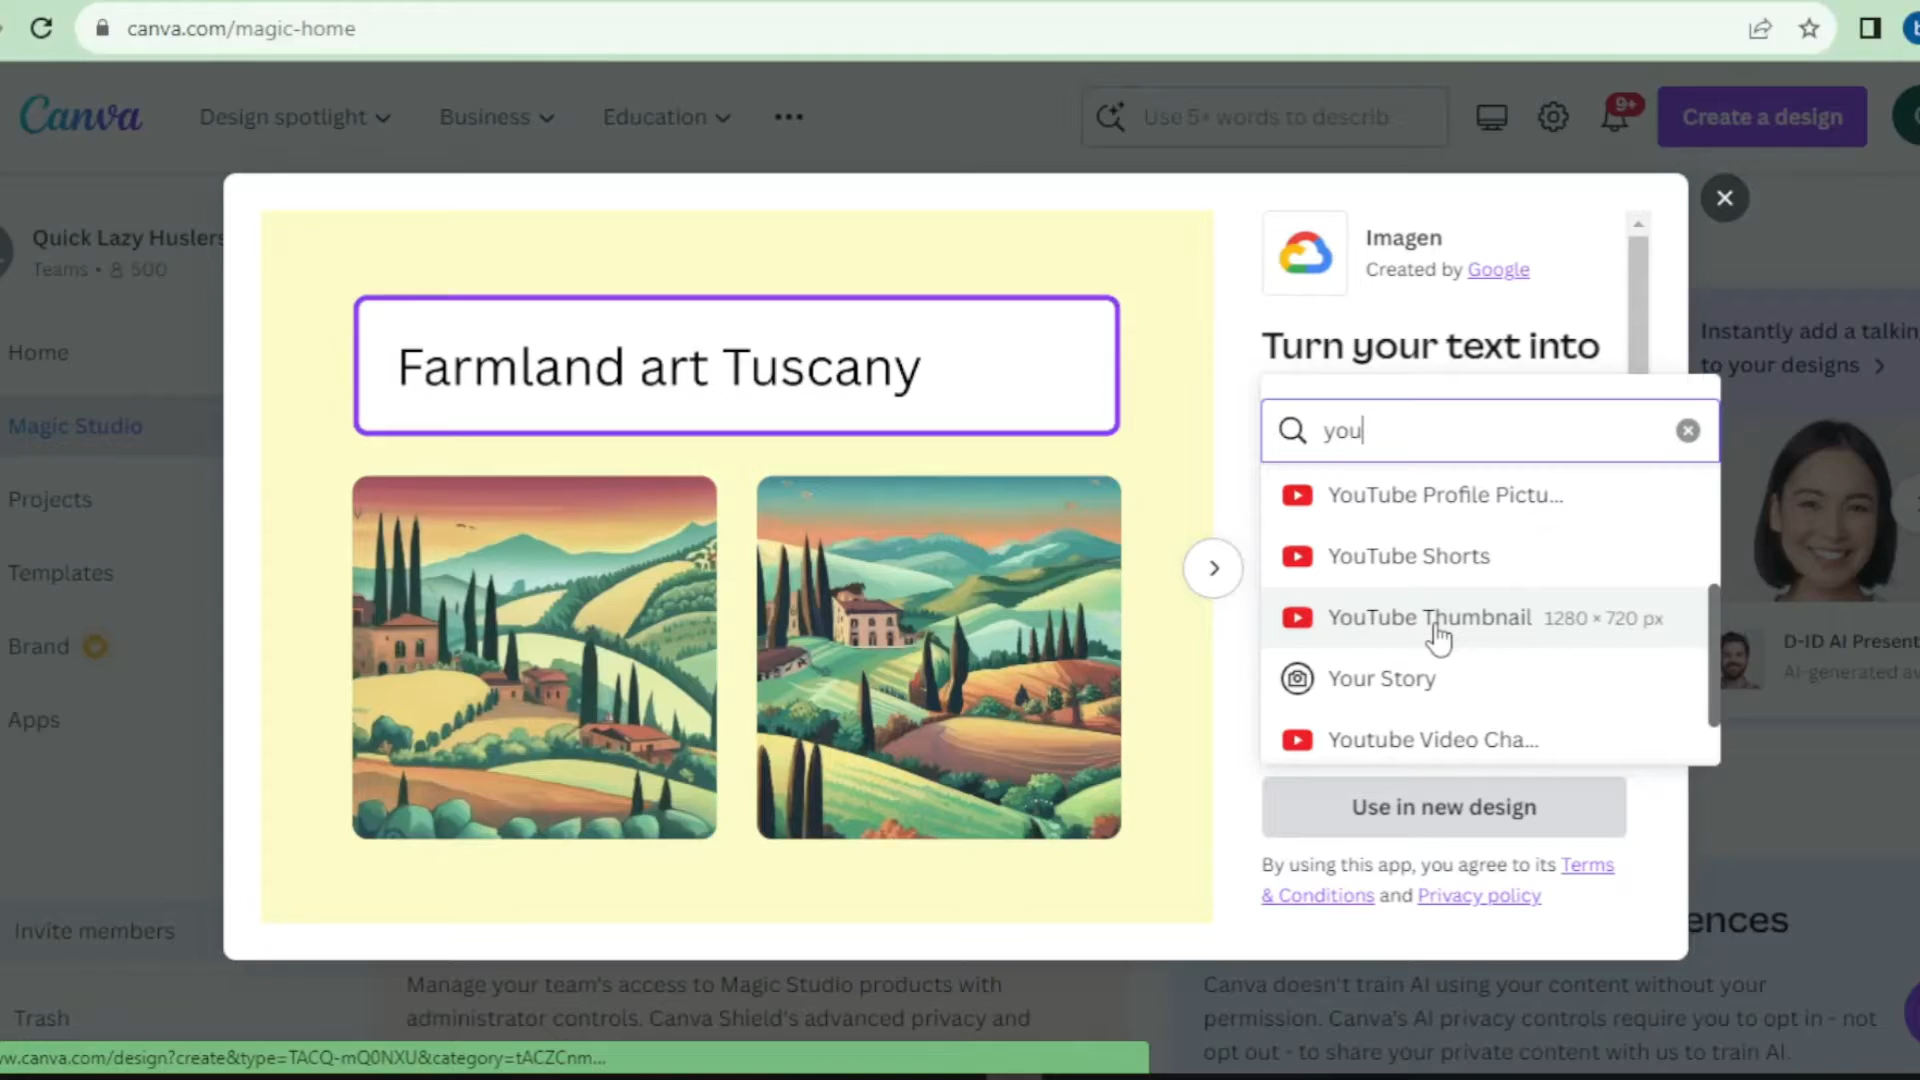 canva.com/magic-home
Canva
Design spotlight
Business
Education
Use 5+ words to describ
9+
Create a design
Quick Lazy Huslers
Teams • 500
Home
Magic Studio
Projects
Templates
Brand
Apps
Invite members
Trash
Farmland art Tuscany
Imagen
Created by Google
Turn your text into
you
YouTube Profile Pictu...
YouTube Shorts
YouTube Thumbnail 1280 × 720 px
Your Story
Youtube Video Cha...
Use in new design
By using this app, you agree to its Terms
& Conditions and Privacy policy
Instantly add a talkin
to your designs
D-ID AI Present
AI-generated av
ences
Manage your team's access to Magic Studio products with
administrator controls. Canva Shield's advanced privacy and
Canva doesn't train AI using your content without your
permission. Canva's AI privacy controls require you to opt in - not
opt out - to share your private content with us to train AI.
w.canva.com/design?create&type=TACQ-mQ0NXU&category=tACZCnm...